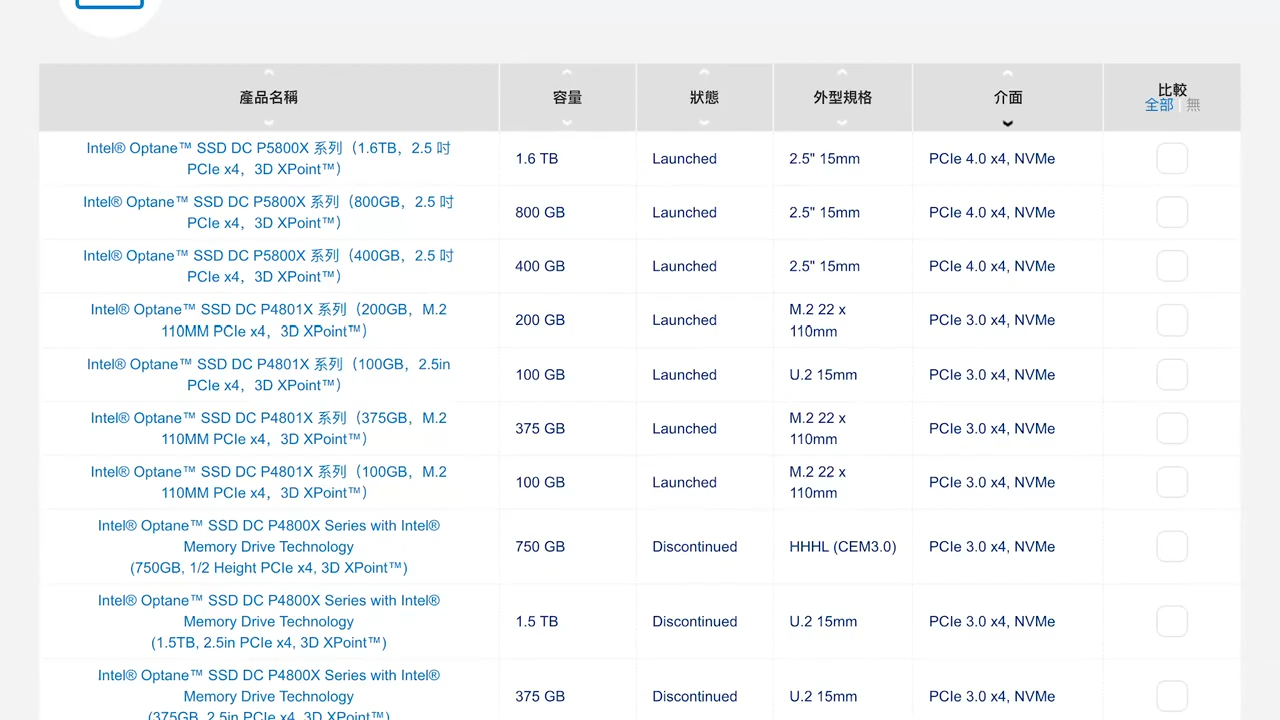 產品名稱
容量
狀態
外型規格
介面
比較
全部 | 無
Intel® Optane™ SSD DC P5800X 系列（1.6TB，2.5 吋
PCIe x4，3D XPoint™）
1.6 TB
Launched
2.5" 15mm
PCIe 4.0 x4, NVMe
Intel® Optane™ SSD DC P5800X 系列（800GB，2.5 吋
PCIe x4，3D XPoint™）
800 GB
Launched
2.5" 15mm
PCIe 4.0 x4, NVMe
Intel® Optane™ SSD DC P5800X 系列（400GB，2.5 吋
PCIe x4，3D XPoint™）
400 GB
Launched
2.5" 15mm
PCIe 4.0 x4, NVMe
Intel® Optane™ SSD DC P4801X 系列（200GB，M.2
110MM PCIe x4，3D XPoint™）
200 GB
Launched
M.2 22 x
110mm
PCIe 3.0 x4, NVMe
Intel® Optane™ SSD DC P4801X 系列（100GB，2.5in
PCIe x4，3D XPoint™）
100 GB
Launched
U.2 15mm
PCIe 3.0 x4, NVMe
Intel® Optane™ SSD DC P4801X 系列（375GB，M.2
110MM PCIe x4，3D XPoint™）
375 GB
Launched
M.2 22 x
110mm
PCIe 3.0 x4, NVMe
Intel® Optane™ SSD DC P4801X 系列（100GB，M.2
110MM PCIe x4，3D XPoint™）
100 GB
Launched
M.2 22 x
110mm
PCIe 3.0 x4, NVMe
Intel® Optane™ SSD DC P4800X Series with Intel®
Memory Drive Technology
(750GB, 1/2 Height PCIe x4, 3D XPoint™)
750 GB
Discontinued
HHHL (CEM3.0)
PCIe 3.0 x4, NVMe
Intel® Optane™ SSD DC P4800X Series with Intel®
Memory Drive Technology
(1.5TB, 2.5in PCIe x4, 3D XPoint™)
1.5 TB
Discontinued
U.2 15mm
PCIe 3.0 x4, NVMe
Intel® Optane™ SSD DC P4800X Series with Intel®
Memory Drive Technology
(375GB, 2.5in PCIe x4, 3D XPoint™)
375 GB
Discontinued
U.2 15mm
PCIe 3.0 x4, NVMe